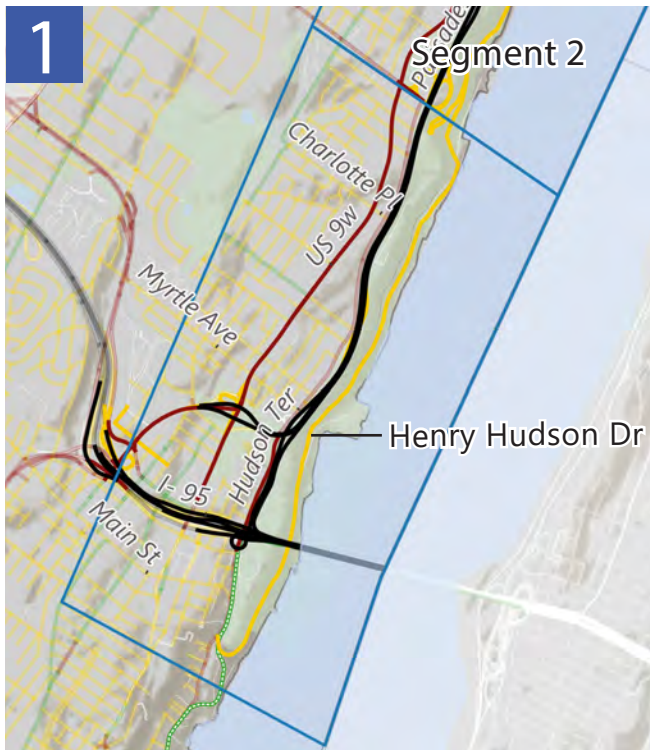 1
Segment 2
Charlotte Pl
US 9w
Myrtle Ave
Hudson Ter
Henry Hudson Dr
I- 95
Main St